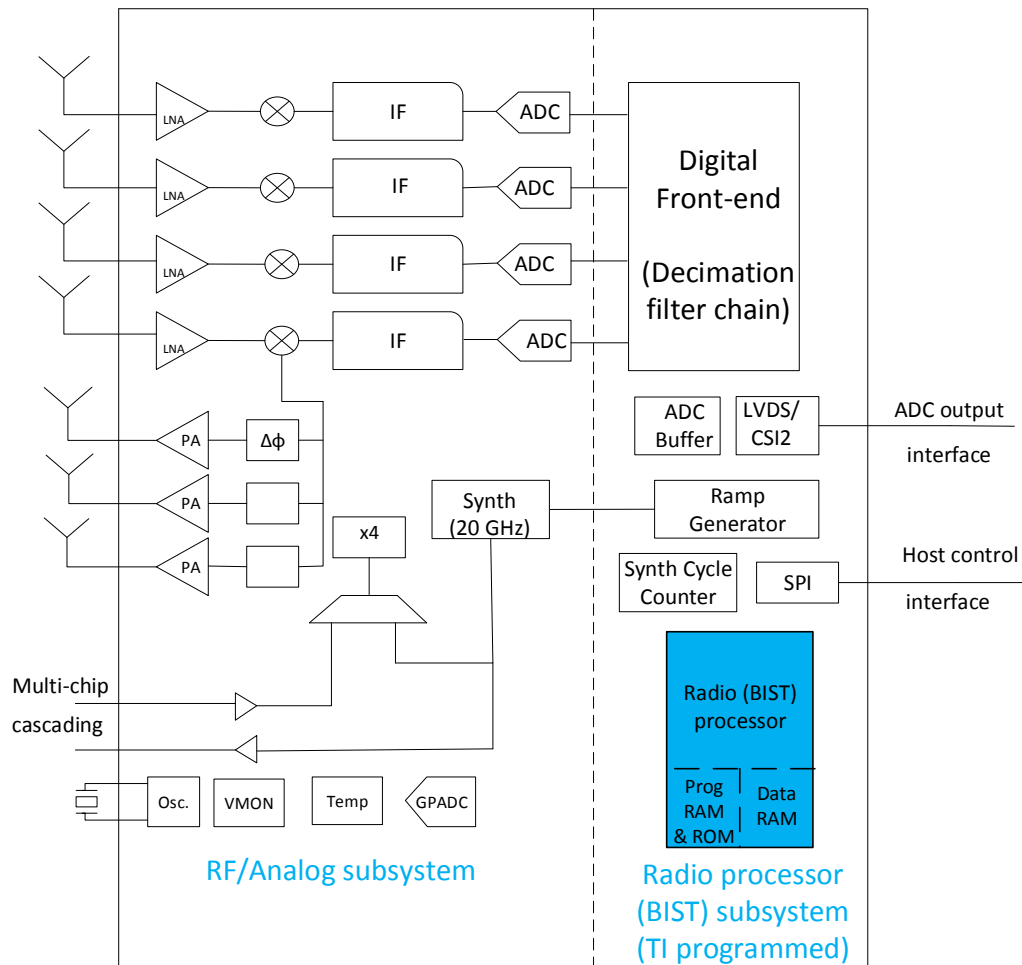 LNA
IF
ADC
LNA
IF
ADC
LNA
IF
ADC
LNA
IF
ADC
Digital
Front-end
(Decimation
filter chain)
PA
Δϕ
PA
PA
ADC
Buffer
LVDS/
CSI2
ADC output
interface
Synth
(20 GHz)
Ramp
Generator
x4
Synth Cycle
Counter
SPI
Host control
interface
Multi-chip
cascading
Radio (BIST)
processor
Prog
RAM
& ROM
Data
RAM
Osc.
VMON
Temp
GPADC
RF/Analog subsystem
Radio processor
(BIST) subsystem
(TI programmed)